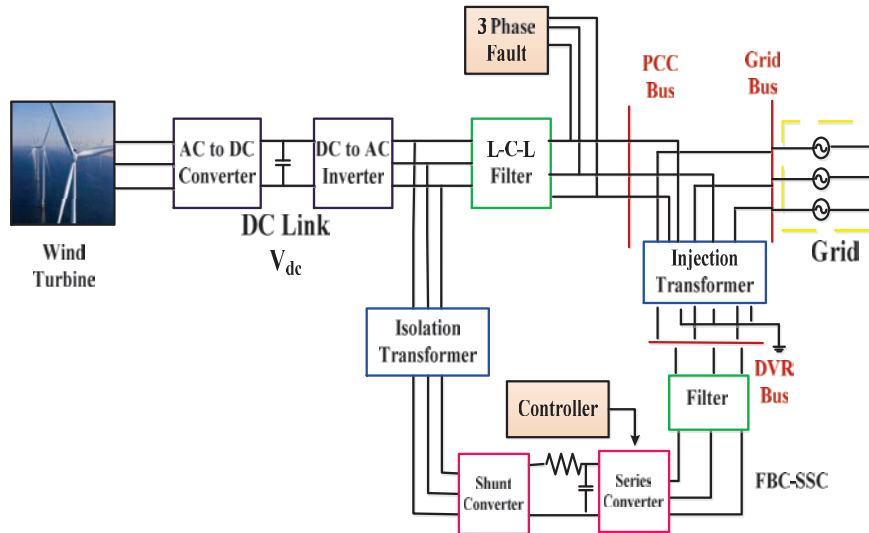 3 Phase
Fault
PCC
Bus
Grid
Bus
AC to DC
Converter
DC to AC
Inverter
L-C-L
Filter
DC Link
Vdc
Wind
Turbine
Grid
Injection
Transformer
Isolation
Transformer
DVR
Bus
Filter
Controller
Shunt
Converter
Series
Converter
FBC-SSC